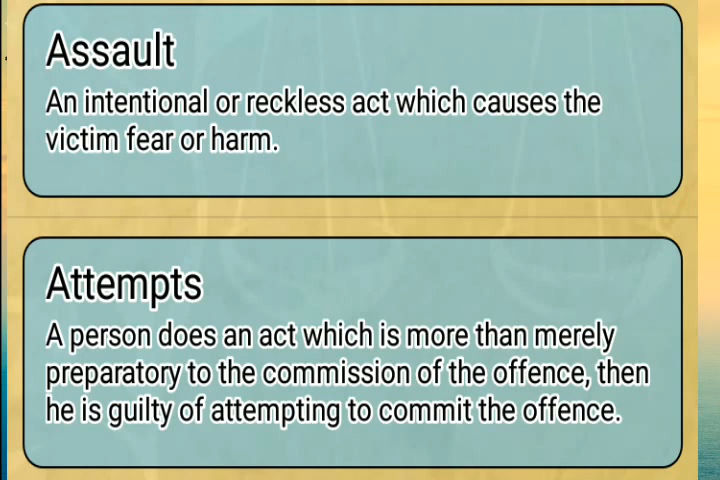 Assault
An intentional or reckless act which causes the
victim fear or harm.
Attempts
A person does an act which is more than merely
preparatory to the commission of the offence, then
he is guilty of attempting to commit the offence.